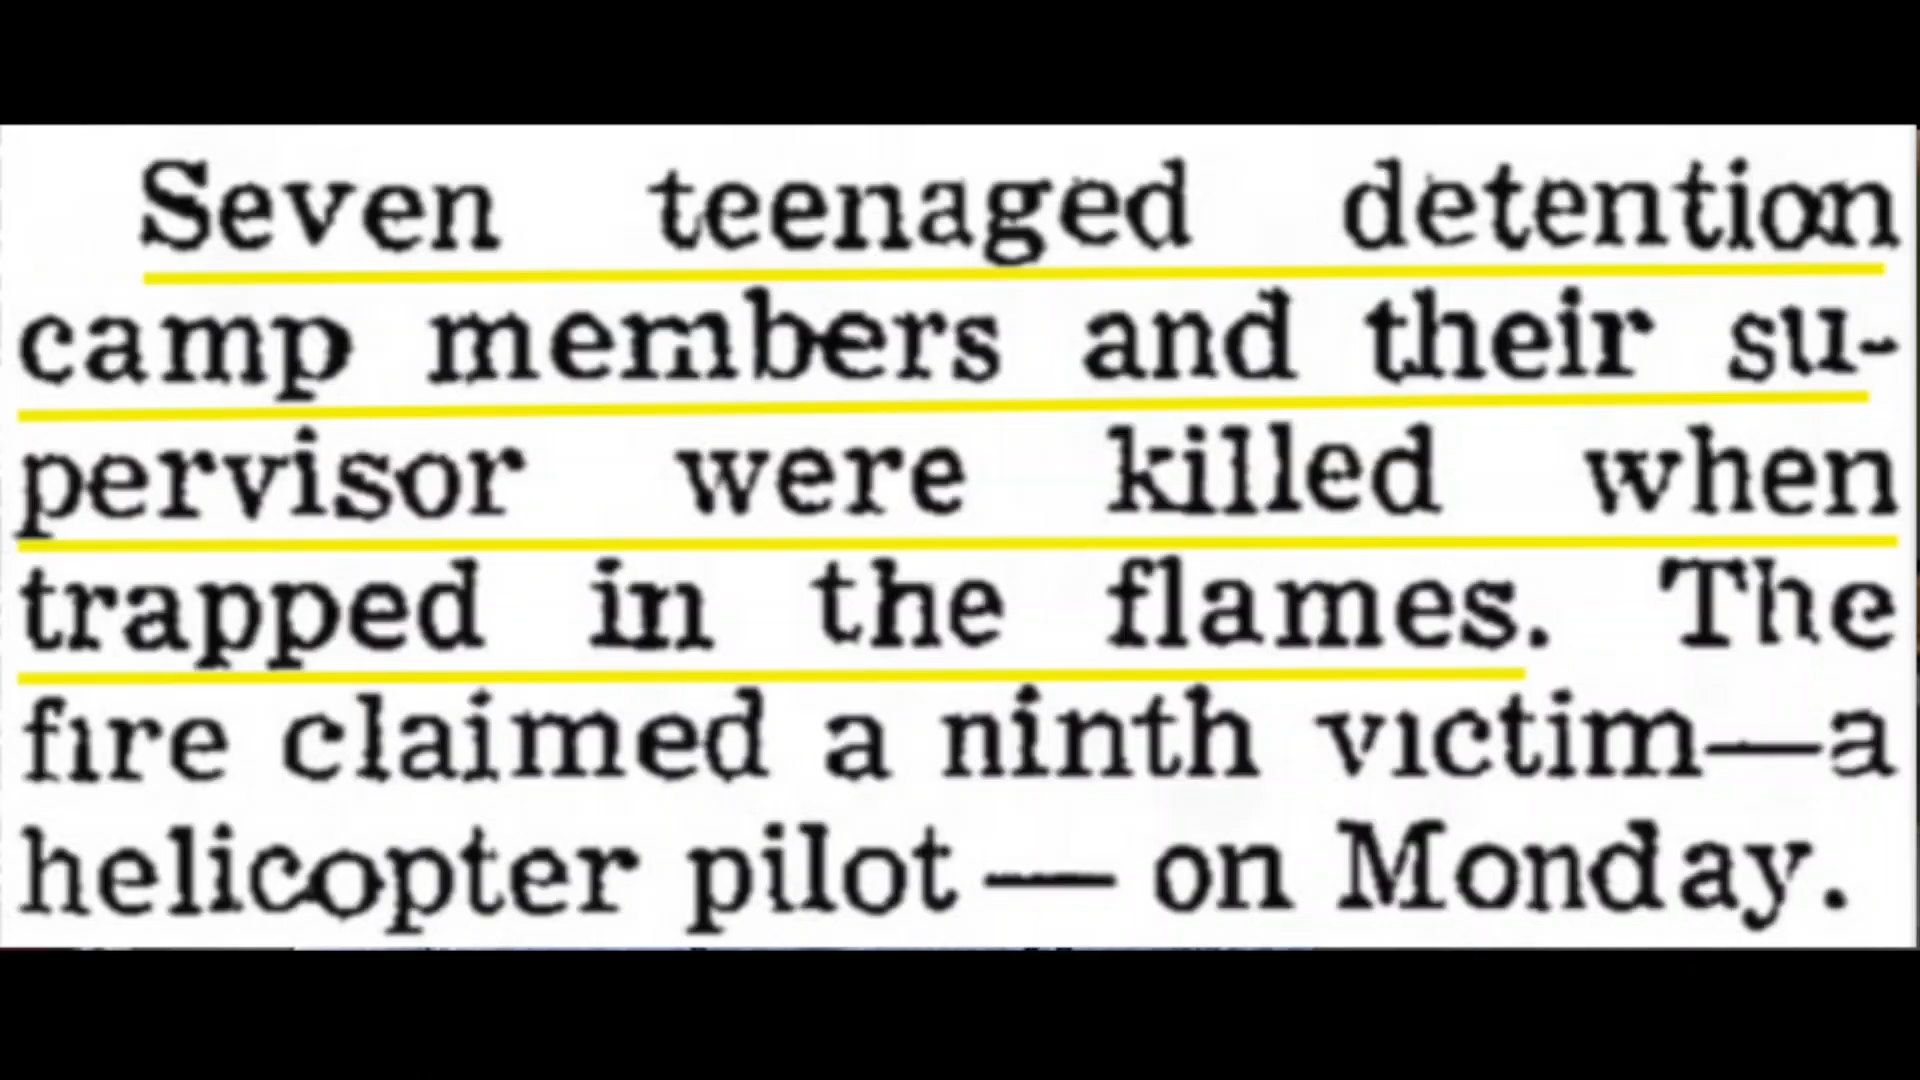 Seven teenaged detention
camp members and their su-
pervisor were killed when
trapped in the flames. The
fire claimed a ninth victim—a
helicopter pilot — on Monday.